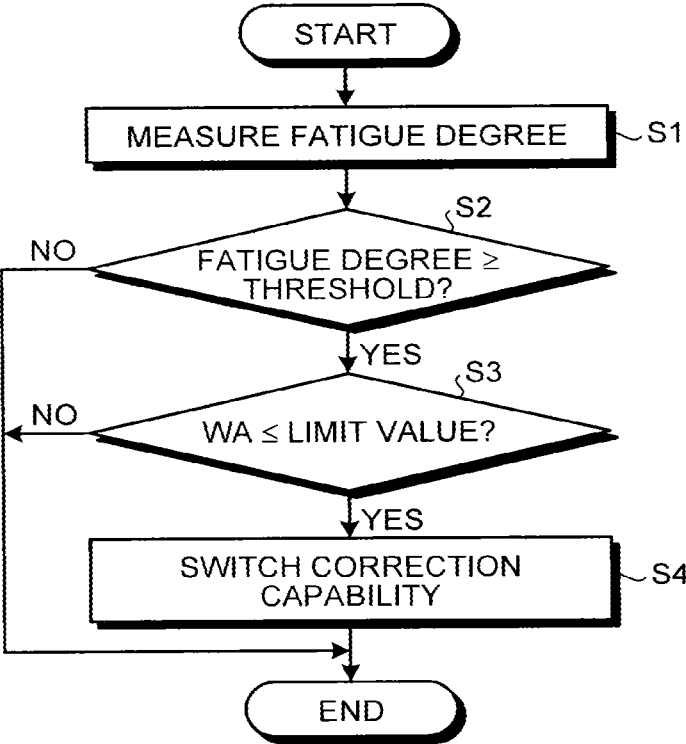 START
MEASURE FATIGUE DEGREE
S1
S2
NO
FATIGUE DEGREE ≥
THRESHOLD?
YES
S3
NO
WA ≤ LIMIT VALUE?
YES
SWITCH CORRECTION
CAPABILITY
S4
END